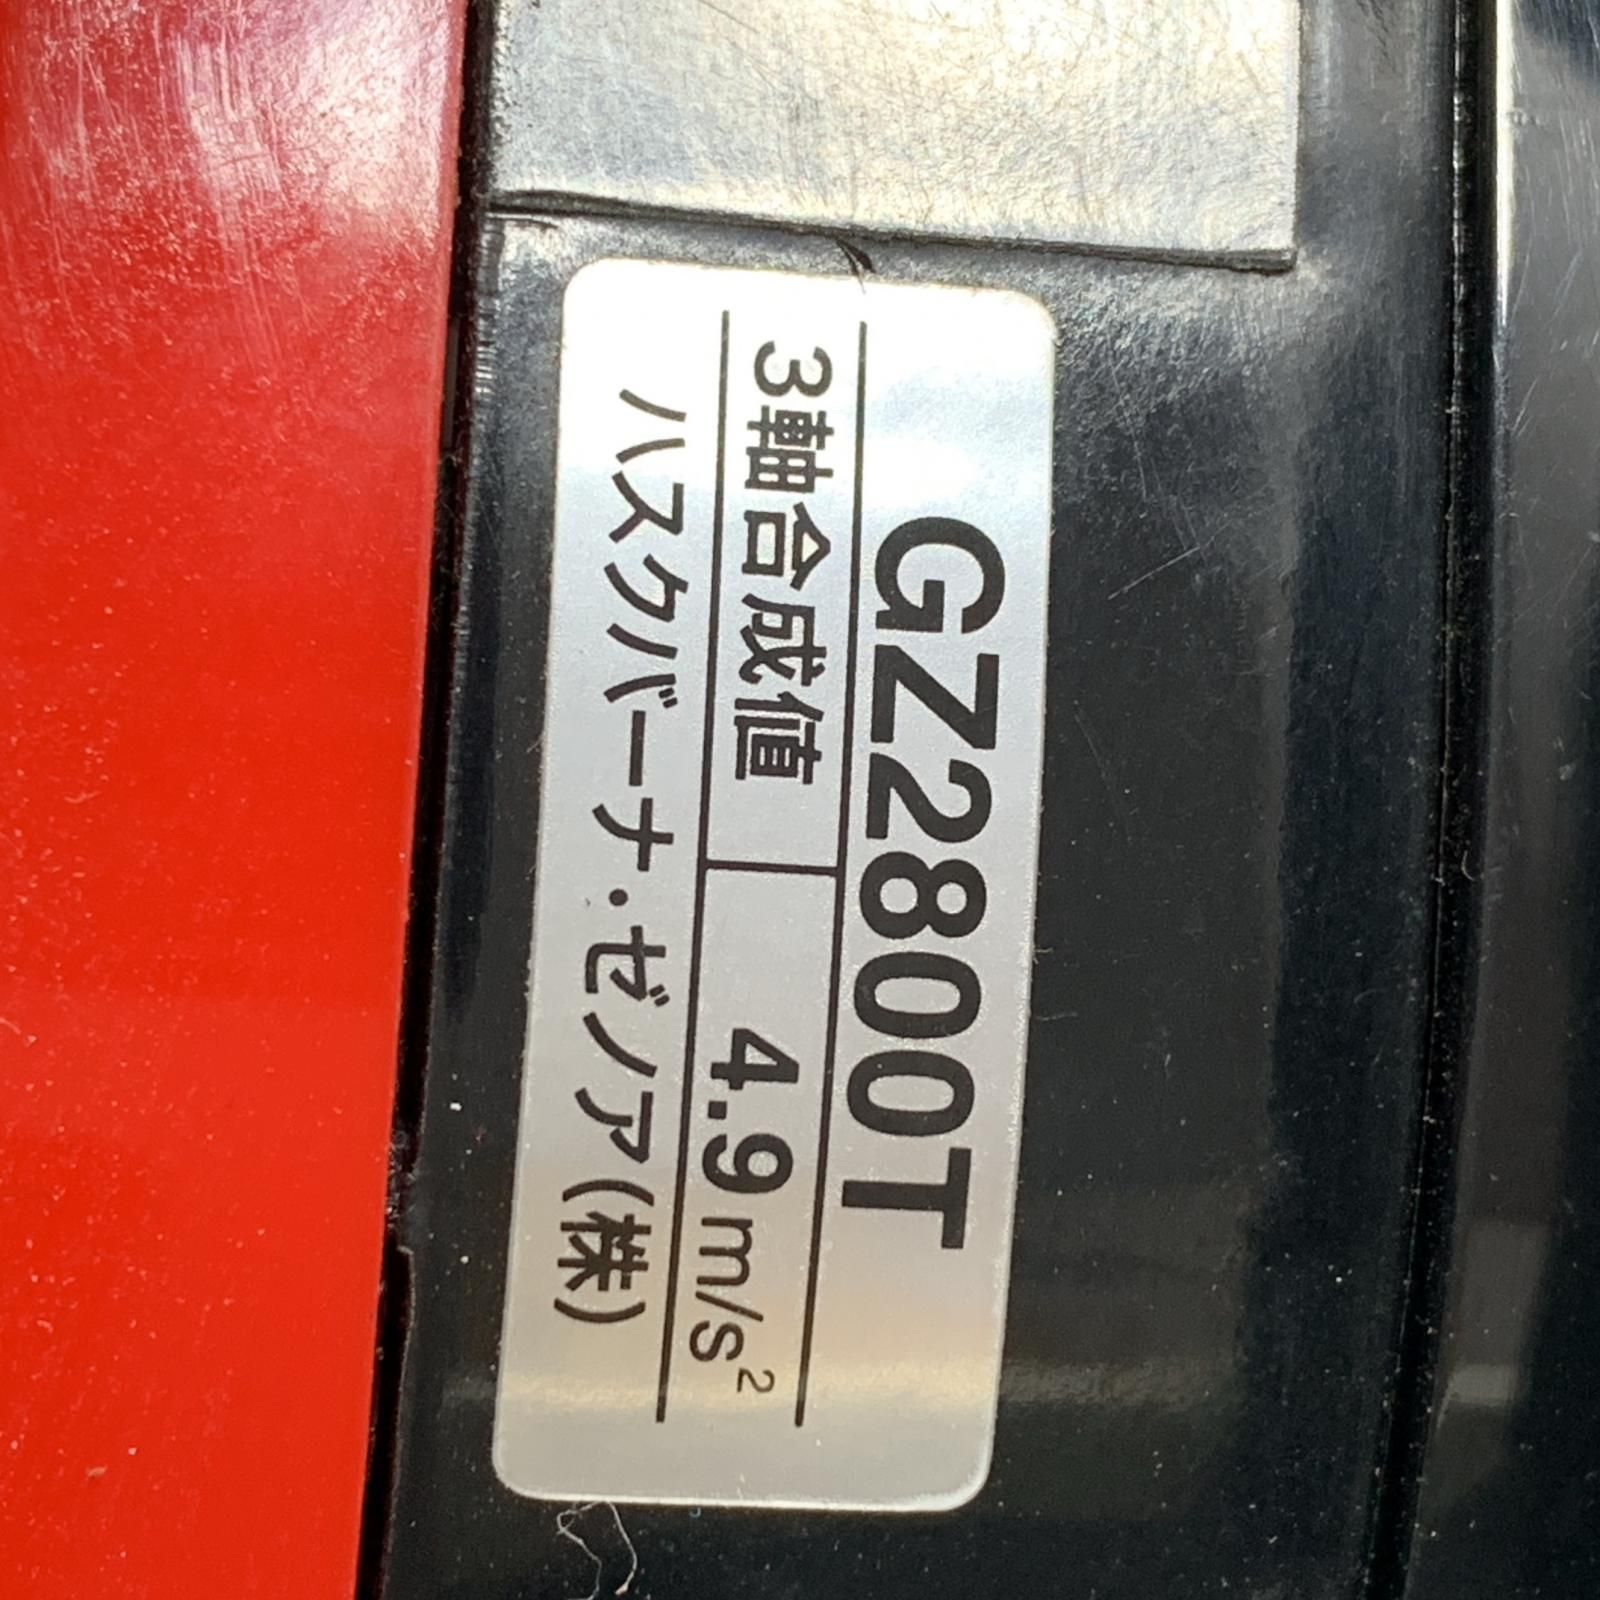 GZ2800T
3軸合成値 4.9 m/s²
ハスクバーナ・ゼノア(株)